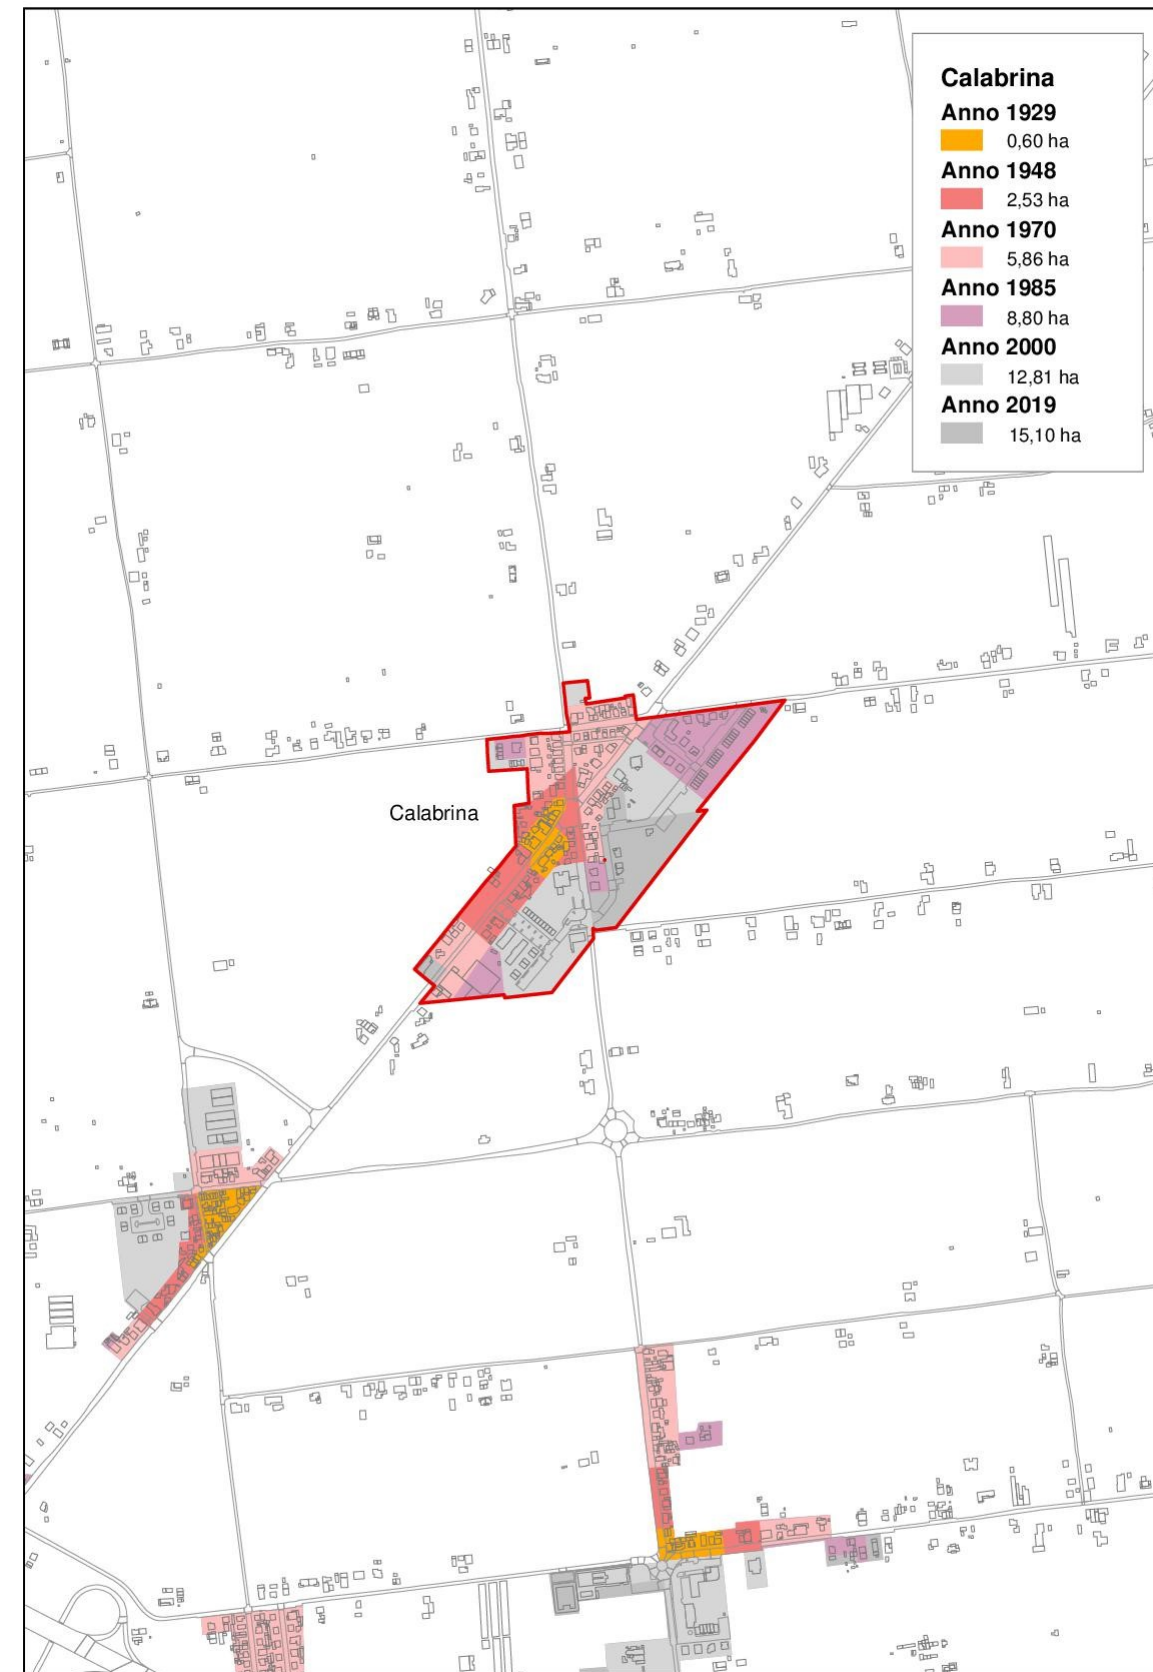 Calabrina
Anno 1929
0,60 ha
Anno 1948
2,53 ha
Anno 1970
5,86 ha
Anno 1985
8,80 ha
Anno 2000
12,81 ha
Anno 2019
15,10 ha
Calabrina